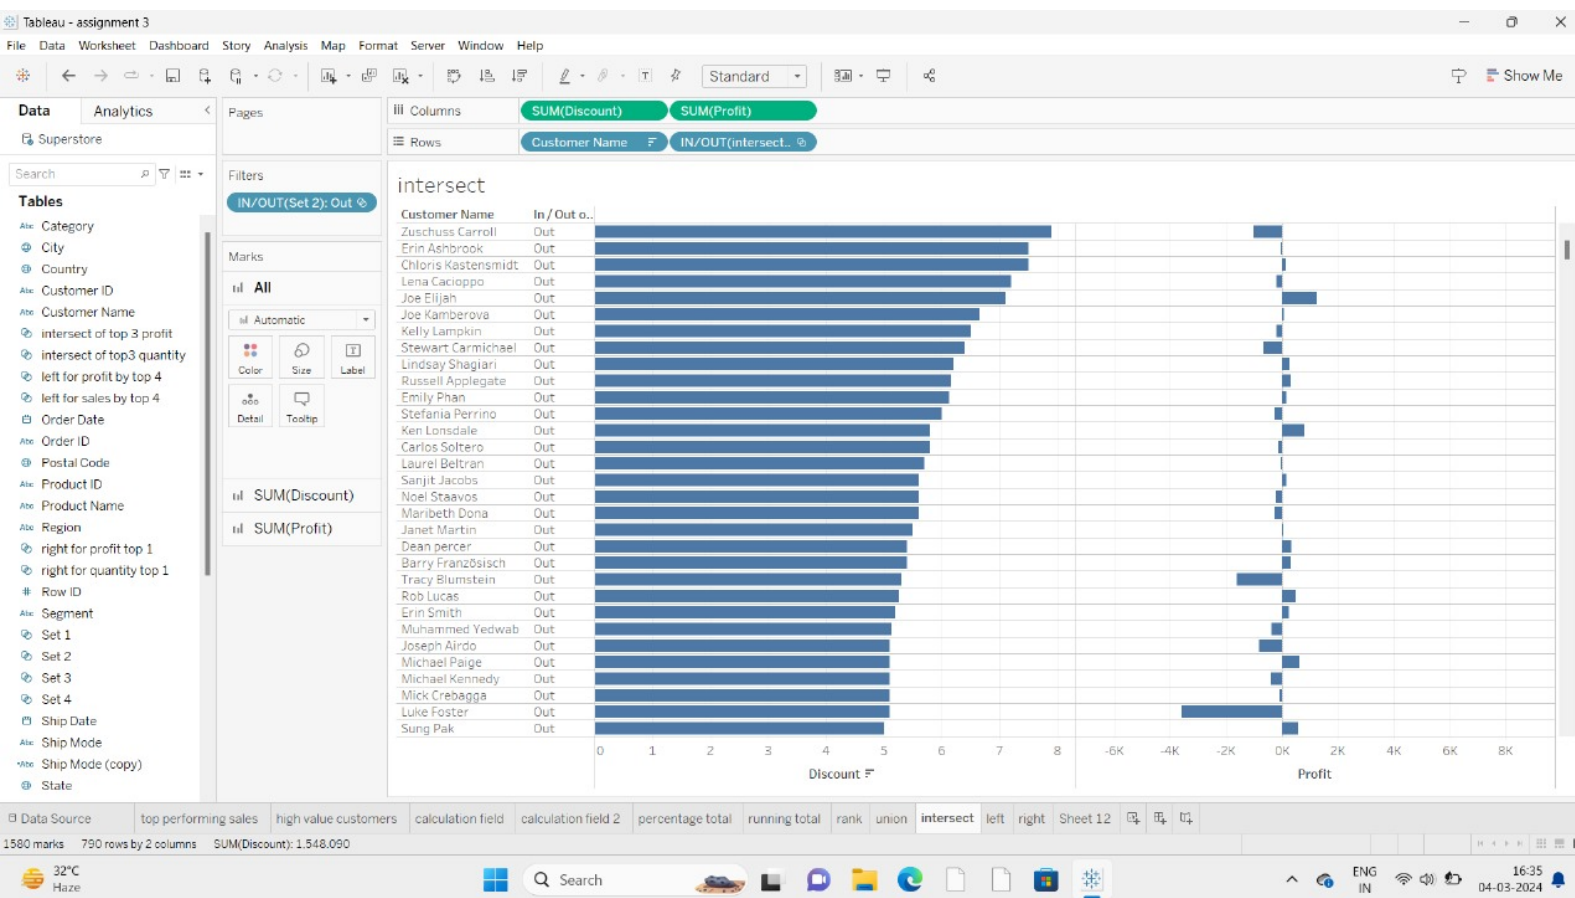 Tableau - assignment 3
File Data Worksheet Dashboard Story Analysis Map Format Server Window Help
Standard
Show Me
Data Analytics
Superstore
Search
Tables
Category
City
Country
Customer ID
Customer Name
intersect of top 3 profit
intersect of top3 quantity
left for profit by top 4
left for sales by top 4
Order Date
Order ID
Postal Code
Product ID
Product Name
Region
right for profit top 1
right for quantity top 1
Row ID
Segment
Set 1
Set 2
Set 3
Set 4
Ship Date
Ship Mode
Ship Mode (copy)
State
Pages
Filters
IN/OUT(Set 2): Out
Marks
All
Automatic
Color Size Label
Detail Tooltip
SUM(Discount)
SUM(Profit)
Columns SUM(Discount) SUM(Profit)
Rows Customer Name IN/OUT(intersect..
intersect
Customer Name In / Out o..
Zuschuss Carroll Out
Erin Ashbrook Out
Chloris Kastensmidt Out
Lena Cacioppo Out
Joe Elijah Out
Joe Kamberova Out
Kelly Lampkin Out
Stewart Carmichael Out
Lindsay Shagiari Out
Russell Applegate Out
Emily Phan Out
Stefania Perrino Out
Ken Lonsdale Out
Carlos Soltero Out
Laurel Beltran Out
Sanjit Jacobs Out
Noel Staavos Out
Maribeth Dona Out
Janet Martin Out
Dean percer Out
Barry Französisch Out
Tracy Blumstein Out
Rob Lucas Out
Erin Smith Out
Muhammed Yedwab Out
Joseph Airdo Out
Michael Paige Out
Michael Kennedy Out
Mick Crebagga Out
Luke Foster Out
Sung Pak Out
0 1 2 3 4 5 6 7 8 -6K -4K -2K 0K 2K 4K 6K 8K
Discount Profit
Data Source top performing sales high value customers calculation field calculation field 2 percentage total running total rank union intersect left right Sheet 12
1580 marks 790 rows by 2 columns SUM(Discount): 1.548.090
32°C
Haze
Search
ENG
IN
16:35
04-03-2024